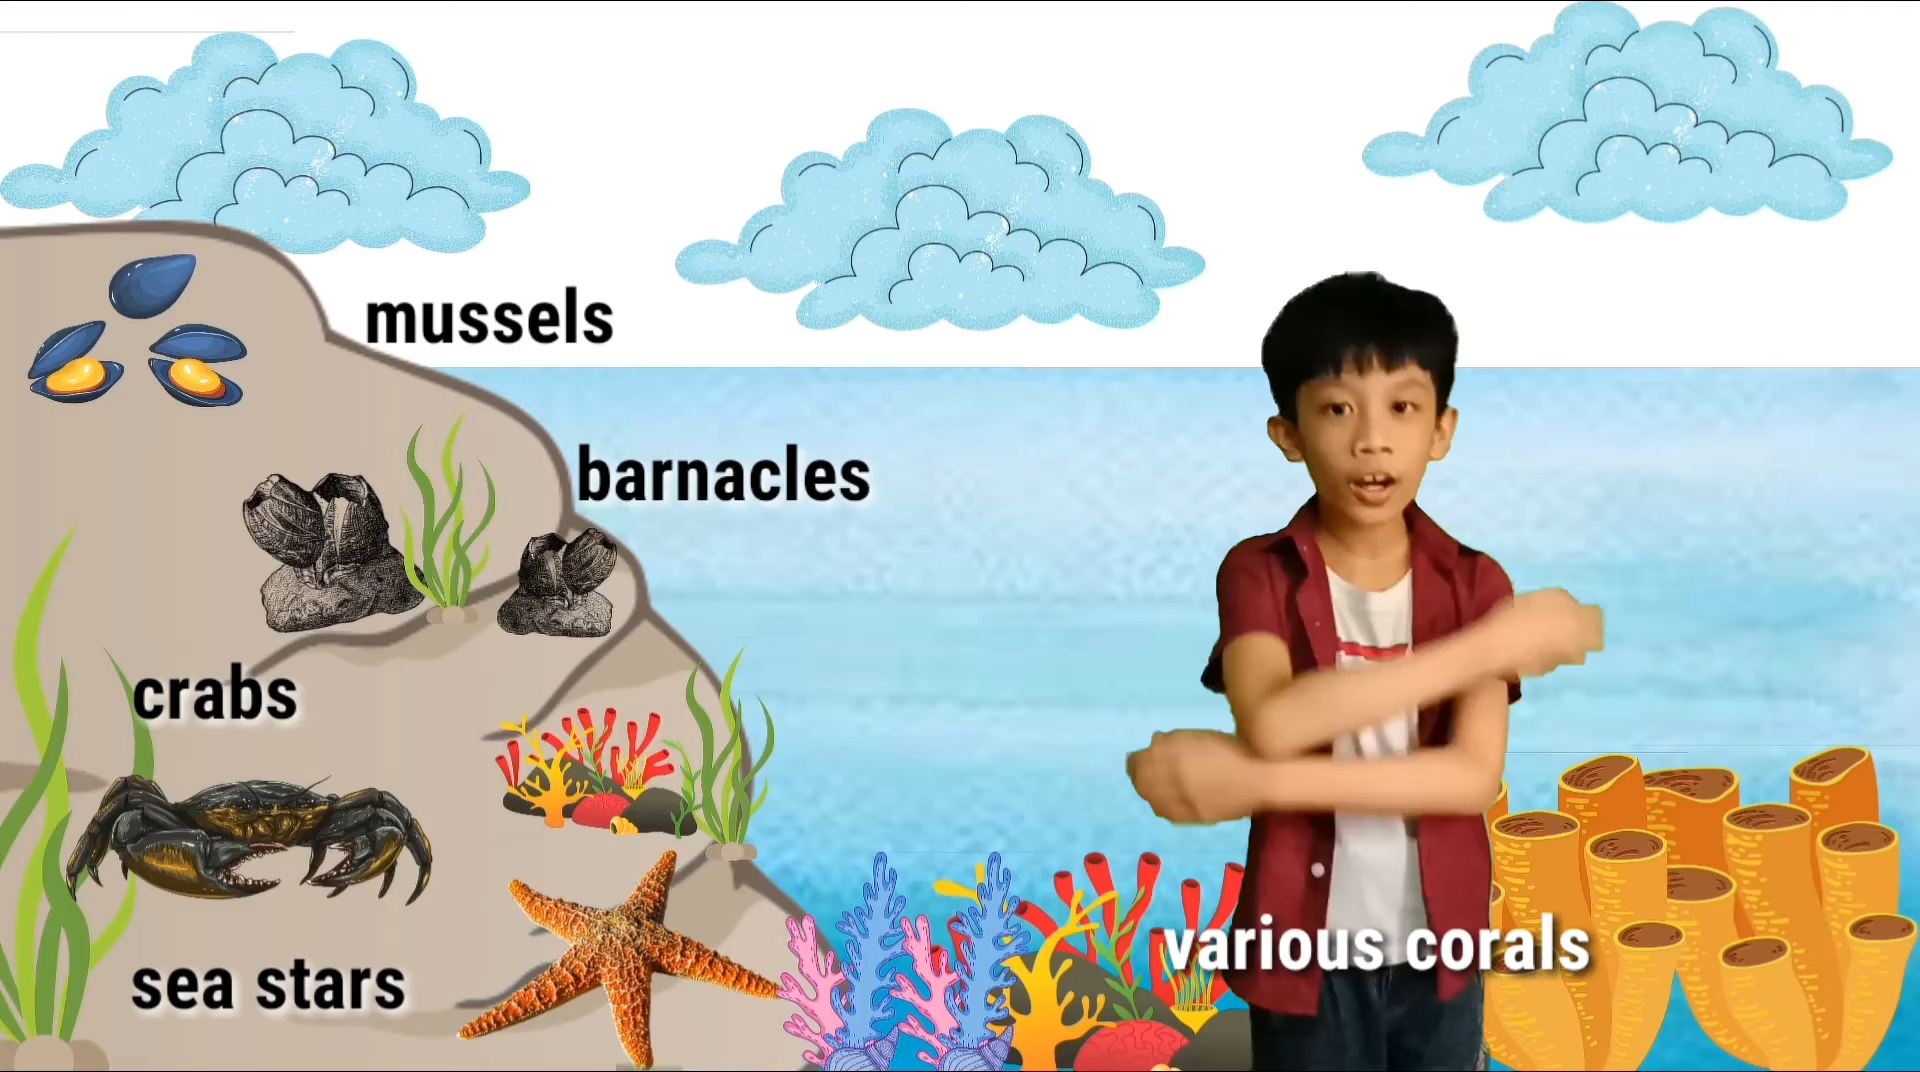 mussels
barnacles
crabs
sea stars
various corals